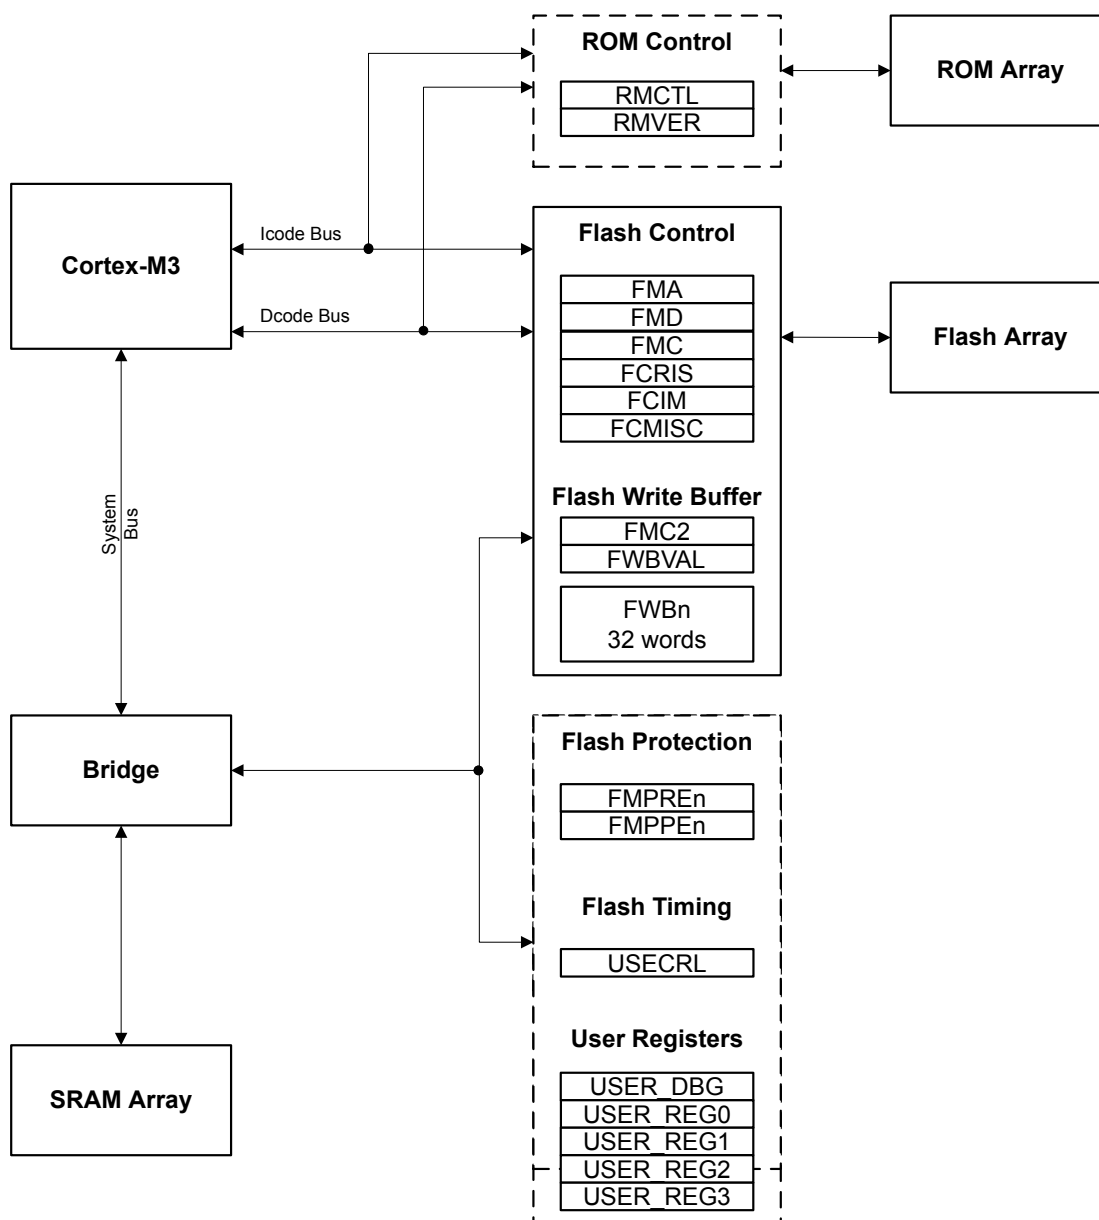 ROM Control
RMCTL
RMVER
ROM Array
Cortex-M3
Icode Bus
Dcode Bus
Flash Control
FMA
FMD
FMC
FCRIS
FCIM
FCMISC
Flash Array
Flash Write Buffer
FMC2
FWBVAL
FWBn
32 words
System
Bus
Bridge
Flash Protection
FMPREn
FMPPEn
Flash Timing
USECRL
User Registers
USER_DBG
USER_REG0
USER_REG1
USER_REG2
USER_REG3
SRAM Array